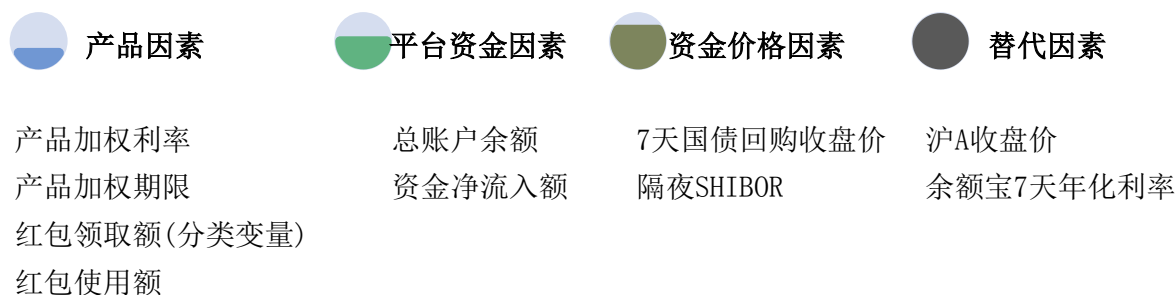 产品因素
平台资金因素
资金价格因素
替代因素
产品加权利率
总账户余额
7天国债回购收盘价
沪A收盘价
产品加权期限
资金净流入额
隔夜SHIBOR
余额宝7天年化利率
红包领取额(分类变量)
红包使用额